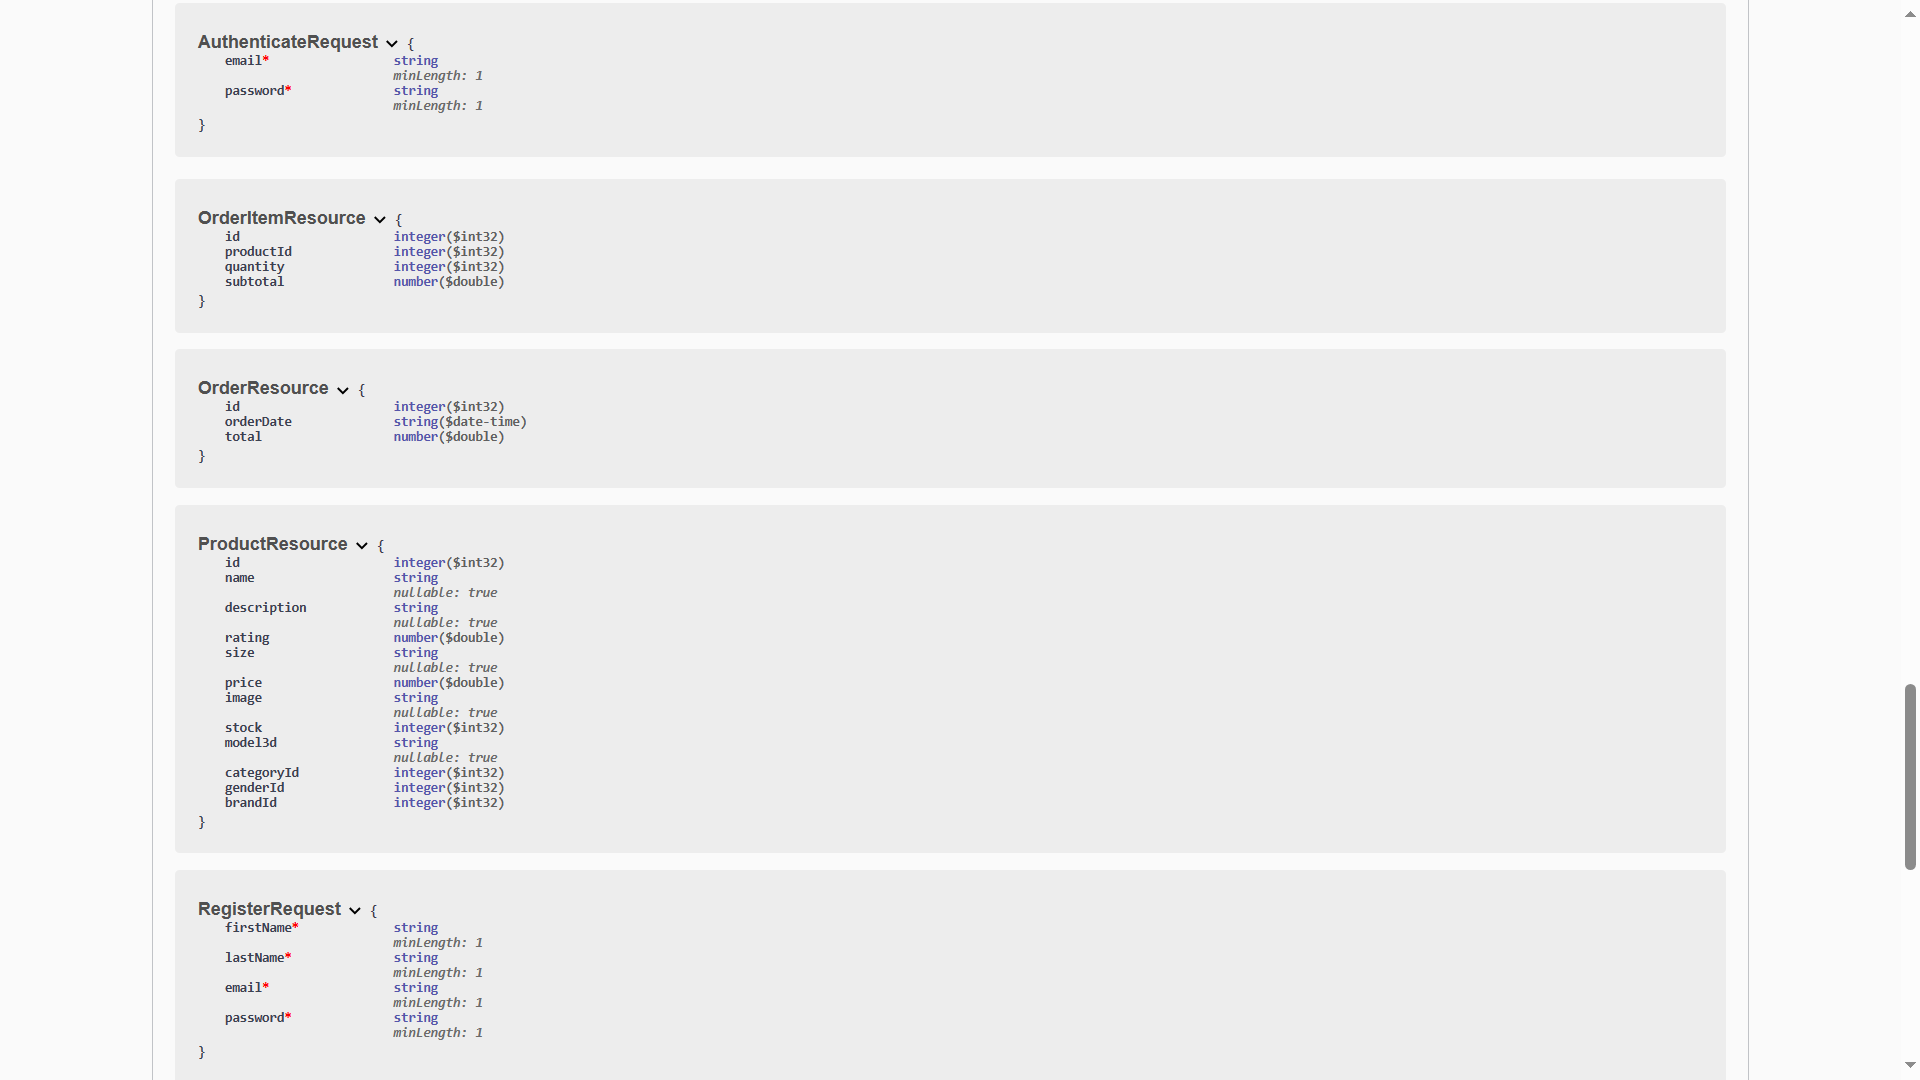 AuthenticateRequest {
email* string
minLength: 1
password* string
minLength: 1
}
OrderItemResource {
id integer($int32)
productId integer($int32)
quantity integer($int32)
subtotal number($double)
}
OrderResource {
id integer($int32)
orderDate string($date-time)
total number($double)
}
ProductResource {
id integer($int32)
name string
nullable: true
description string
nullable: true
rating number($double)
size string
nullable: true
price number($double)
image string
nullable: true
stock integer($int32)
model3d string
nullable: true
categoryId integer($int32)
genderId integer($int32)
brandId integer($int32)
}
RegisterRequest {
firstName* string
minLength: 1
lastName* string
minLength: 1
email* string
minLength: 1
password* string
minLength: 1
}